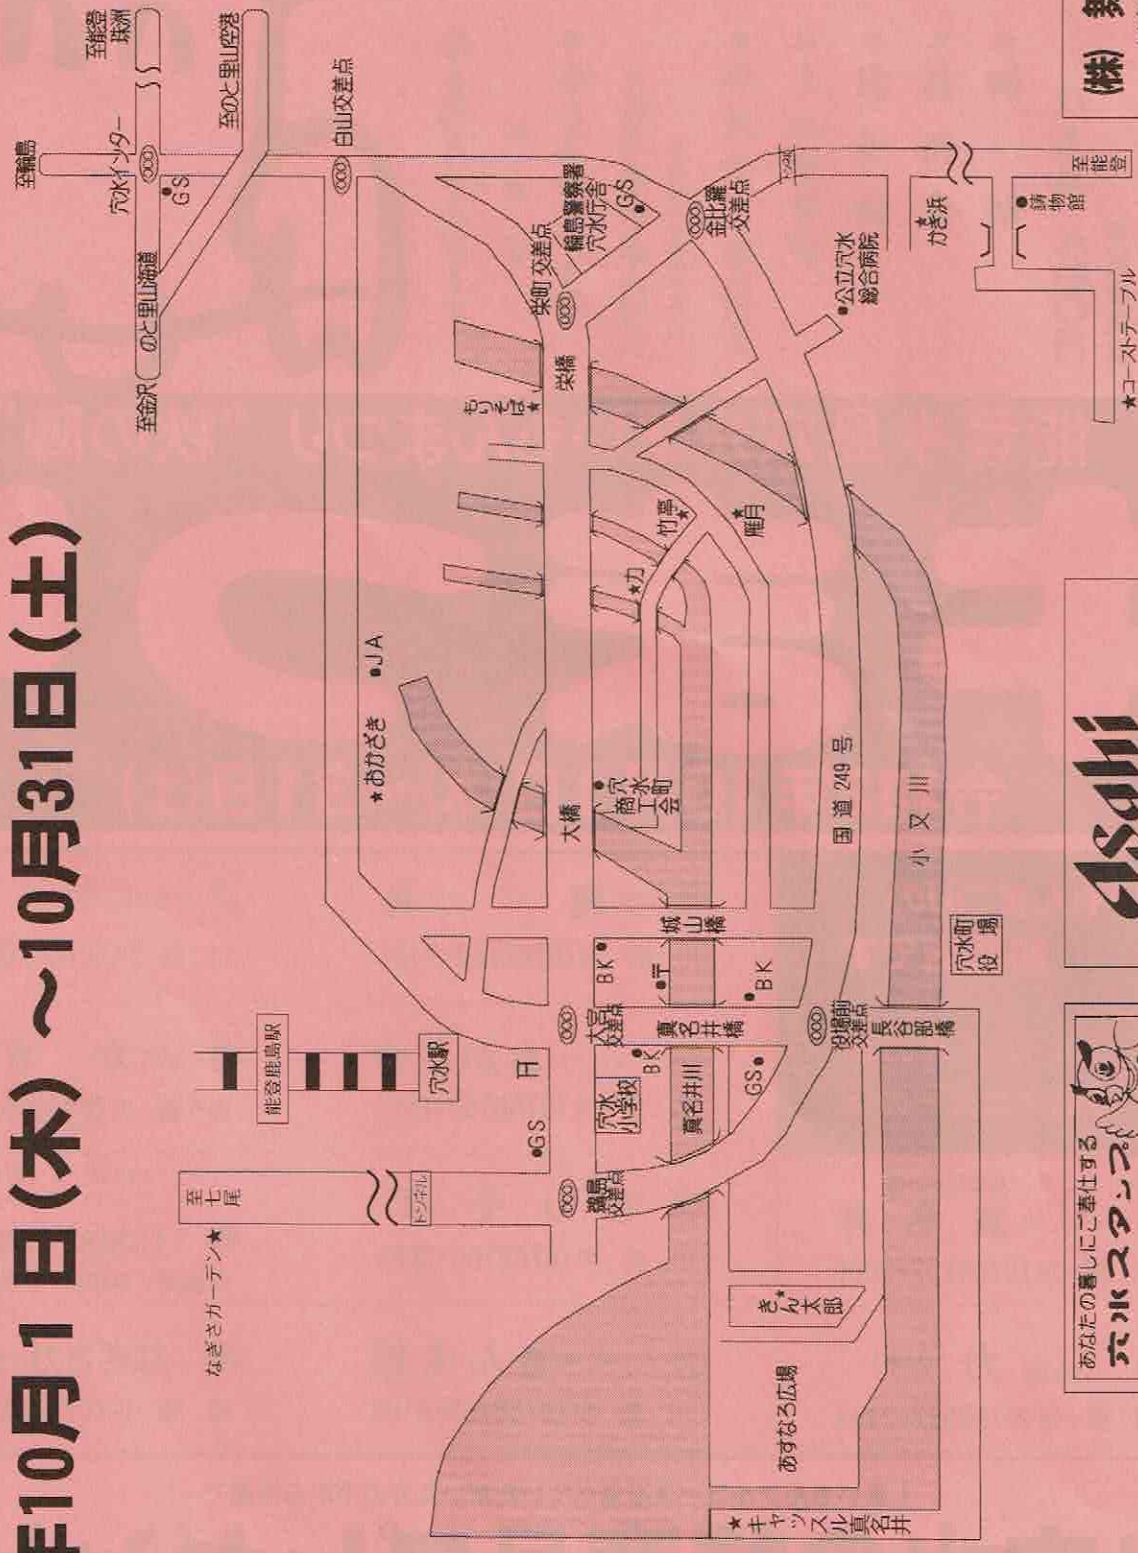 年10月1日(木)～10月31日(土)
至輪島
至能登
珠洲
穴水インター
GS
至のと里山空港
のと里山海道
至金沢
白山交差点
栄町交差点
輪島警察署
穴水庁舎
GS
金比羅
交差点
トンネル
至能登
かき浜
★
鋳物館
★コーストテーブル
公立穴水
総合病院
栄橋
もりそば★
竹亭
★
雁月
★
★力
JA
★おかざき
大橋
穴水町
商工会
国道249号
小又川
城山橋
BK
〒
BK
穴水町
役場
大宮
交差点
真名井橋
役場前
交差点
長谷部橋
能登鹿島駅
穴水駅
GS
穴水
小学校
BK
真名井川
GS
至七尾
トンネル
なぎさガーデン★
鵜島
交差点
きん太郎
★
あすなろ広場
★キャッスル真名井
(株)
Asahi
あなたの暮しにご奉仕する
穴水スタンプ